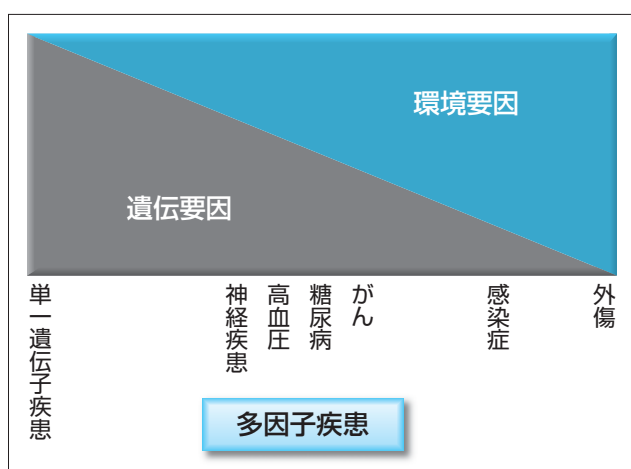 環境要因
遺伝要因
単一遺伝子疾患
神経疾患
高血圧
糖尿病
がん
感染症
外傷
多因子疾患